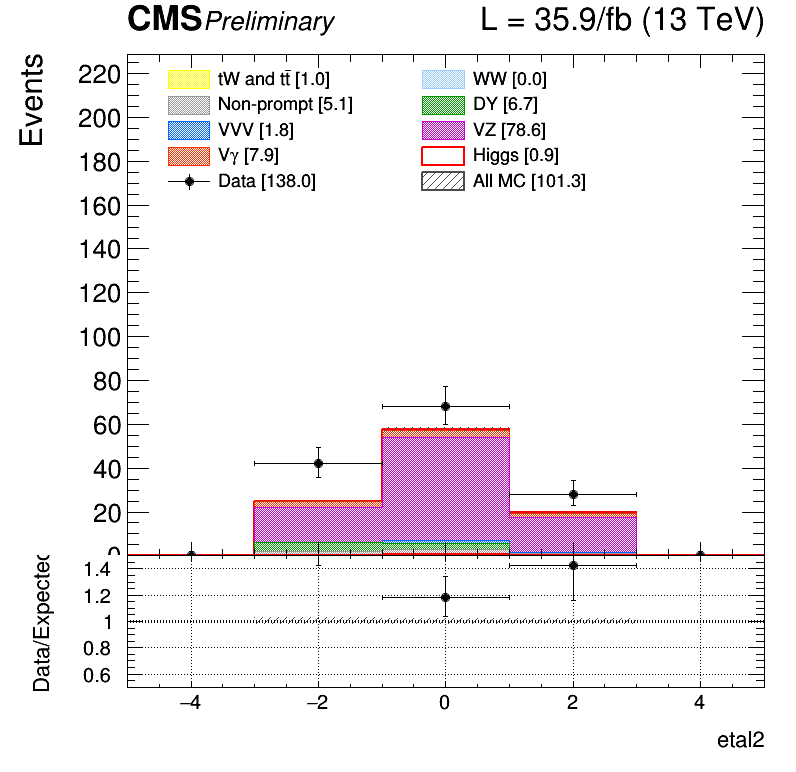 CMS Preliminary L = 35.9/fb (13 TeV)
Events
220
200
180
160
140
120
100
80
60
40
20
0
tW and tt̄ [1.0]
Non-prompt [5.1]
VVV [1.8]
Vγ [7.9]
Data [138.0]
WW [0.0]
DY [6.7]
VZ [78.6]
Higgs [0.9]
All MC [101.3]
Data/Expected
1.4
1.2
1
0.8
0.6
−4 −2 0 2 4
etal2